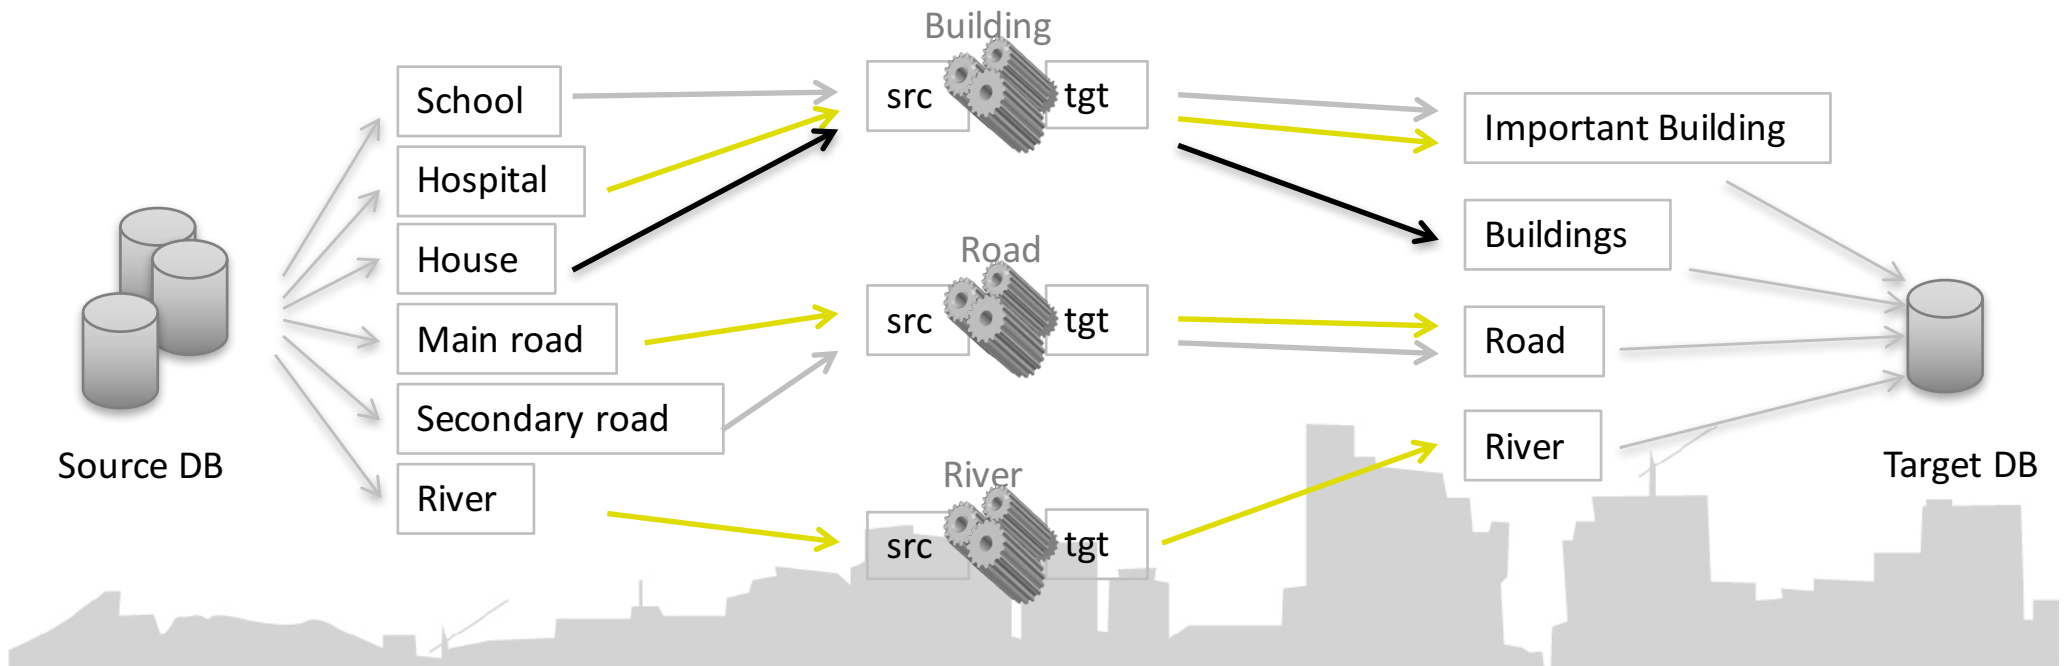 Building
School
src
tgt
Important Building
Hospital
House
Buildings
Road
Main road
src
tgt
Road
Secondary road
River
Source DB
River
Target DB
River
src
tgt